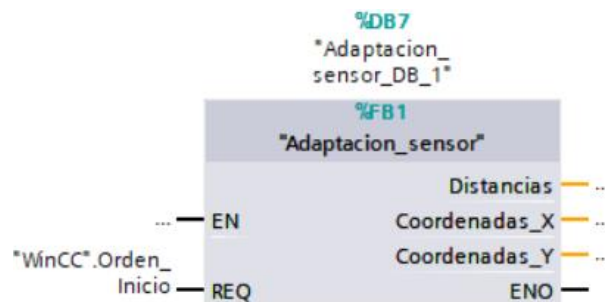 %DB7
"Adaptacion_
sensor_DB_1"
%FB1
"Adaptacion_sensor"
Distancias ...
... EN Coordenadas_X ...
Coordenadas_Y ...
"WinCC".Orden_
Inicio REQ ENO